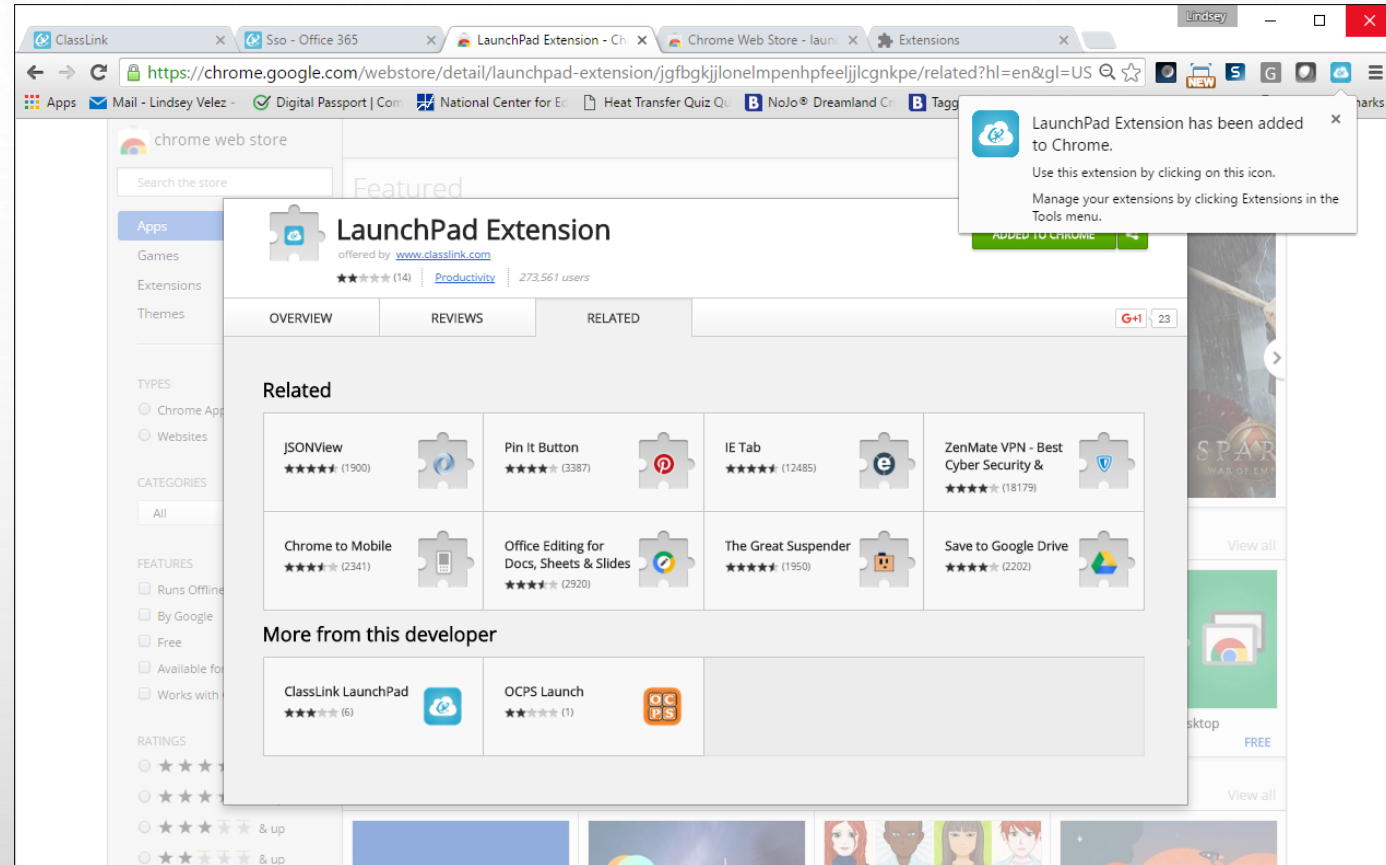 Lindsey
ClassLink
Sso - Office 365
LaunchPad Extension - Ch
Chrome Web Store - laun
Extensions
https://chrome.google.com/webstore/detail/launchpad-extension/jgfbgkjjlonelmpenhpfeeljjlcgnkpe/related?hl=en&gl=US
NEW
S
G
Apps
Mail - Lindsey Velez -
Digital Passport | Com
National Center for Ed
Heat Transfer Quiz Qu
B NoJo® Dreamland Cri
B Tagg
LaunchPad Extension has been added
to Chrome.
Use this extension by clicking on this icon.
Manage your extensions by clicking Extensions in the
Tools menu.
chrome web store
Search the store
Featured
Apps
Games
Extensions
Themes
TYPES
Chrome App
Websites
CATEGORIES
All
FEATURES
Runs Offline
By Google
Free
Available for
Works with
RATINGS
& up
& up
LaunchPad Extension
offered by www.classlink.com
(14)
Productivity
273,561 users
ADDED TO CHROME
OVERVIEW
REVIEWS
RELATED
G+1
23
Related
JSONView
(1900)
Pin It Button
(3387)
IE Tab
(12485)
ZenMate VPN - Best
Cyber Security &
(18179)
Chrome to Mobile
(2341)
Office Editing for
Docs, Sheets & Slides
(2920)
The Great Suspender
(1950)
Save to Google Drive
(2202)
More from this developer
ClassLink LaunchPad
(6)
OCPS Launch
(1)
OC
PS
SPAR
WAR OF EMP
View all
sktop
FREE
View all